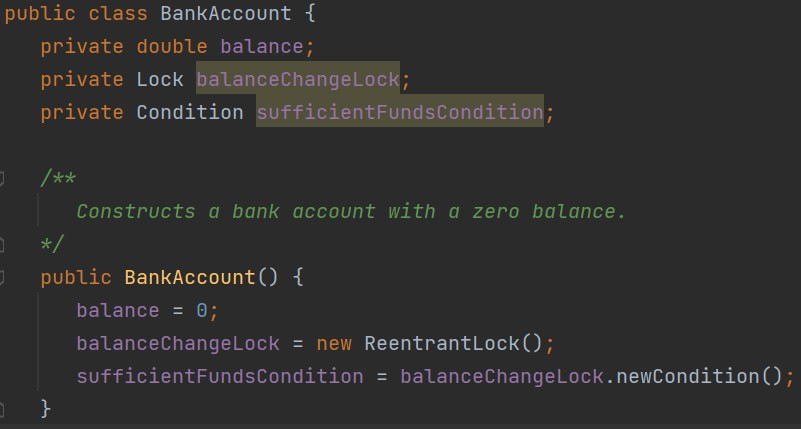 public class BankAccount {
private double balance;
private Lock balanceChangeLock;
private Condition sufficientFundsCondition;
/**
Constructs a bank account with a zero balance.
*/
public BankAccount() {
balance = 0;
balanceChangeLock = new ReentrantLock();
sufficientFundsCondition = balanceChangeLock.newCondition();
}